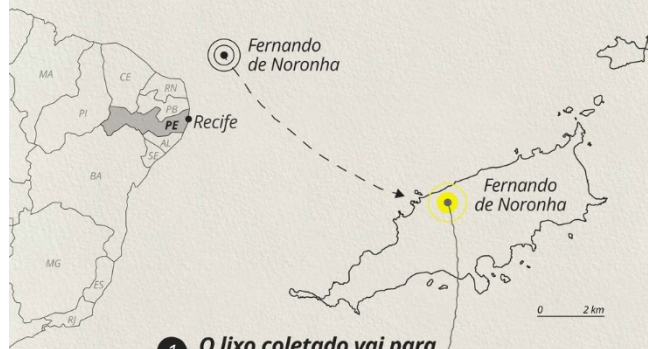 Fernando
de Noronha
MA
CE
RN
PI
PB
PE
Recife
AL
SE
BA
Fernando
de Noronha
MG
ES
RJ
0 2 km
1 O lixo coletado vai para